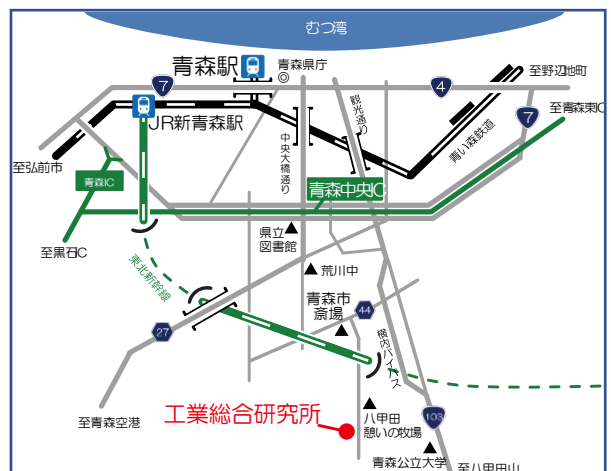 むつ湾
青森駅
青森県庁
至野辺地町
7
4
JR新青森駅
観光通り
7
至青森東IC
中央大橋通り
青い森鉄道
至弘前市
青森IC
青森中央IC
県立
図書館
至黒石IC
東北新幹線
荒川中
青森市
斎場
44
27
横内バイパス
至青森空港
工業総合研究所
八甲田
憩いの牧場
103
青森公立大学
至八甲田山